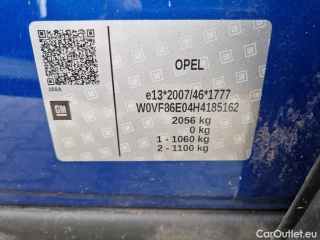 OPEL
e13*2007/46*1777
W0VF86E04H4185162
2056 kg
0 kg
1 - 1060 kg
2 - 1100 kg
GM
CarOutlet.eu